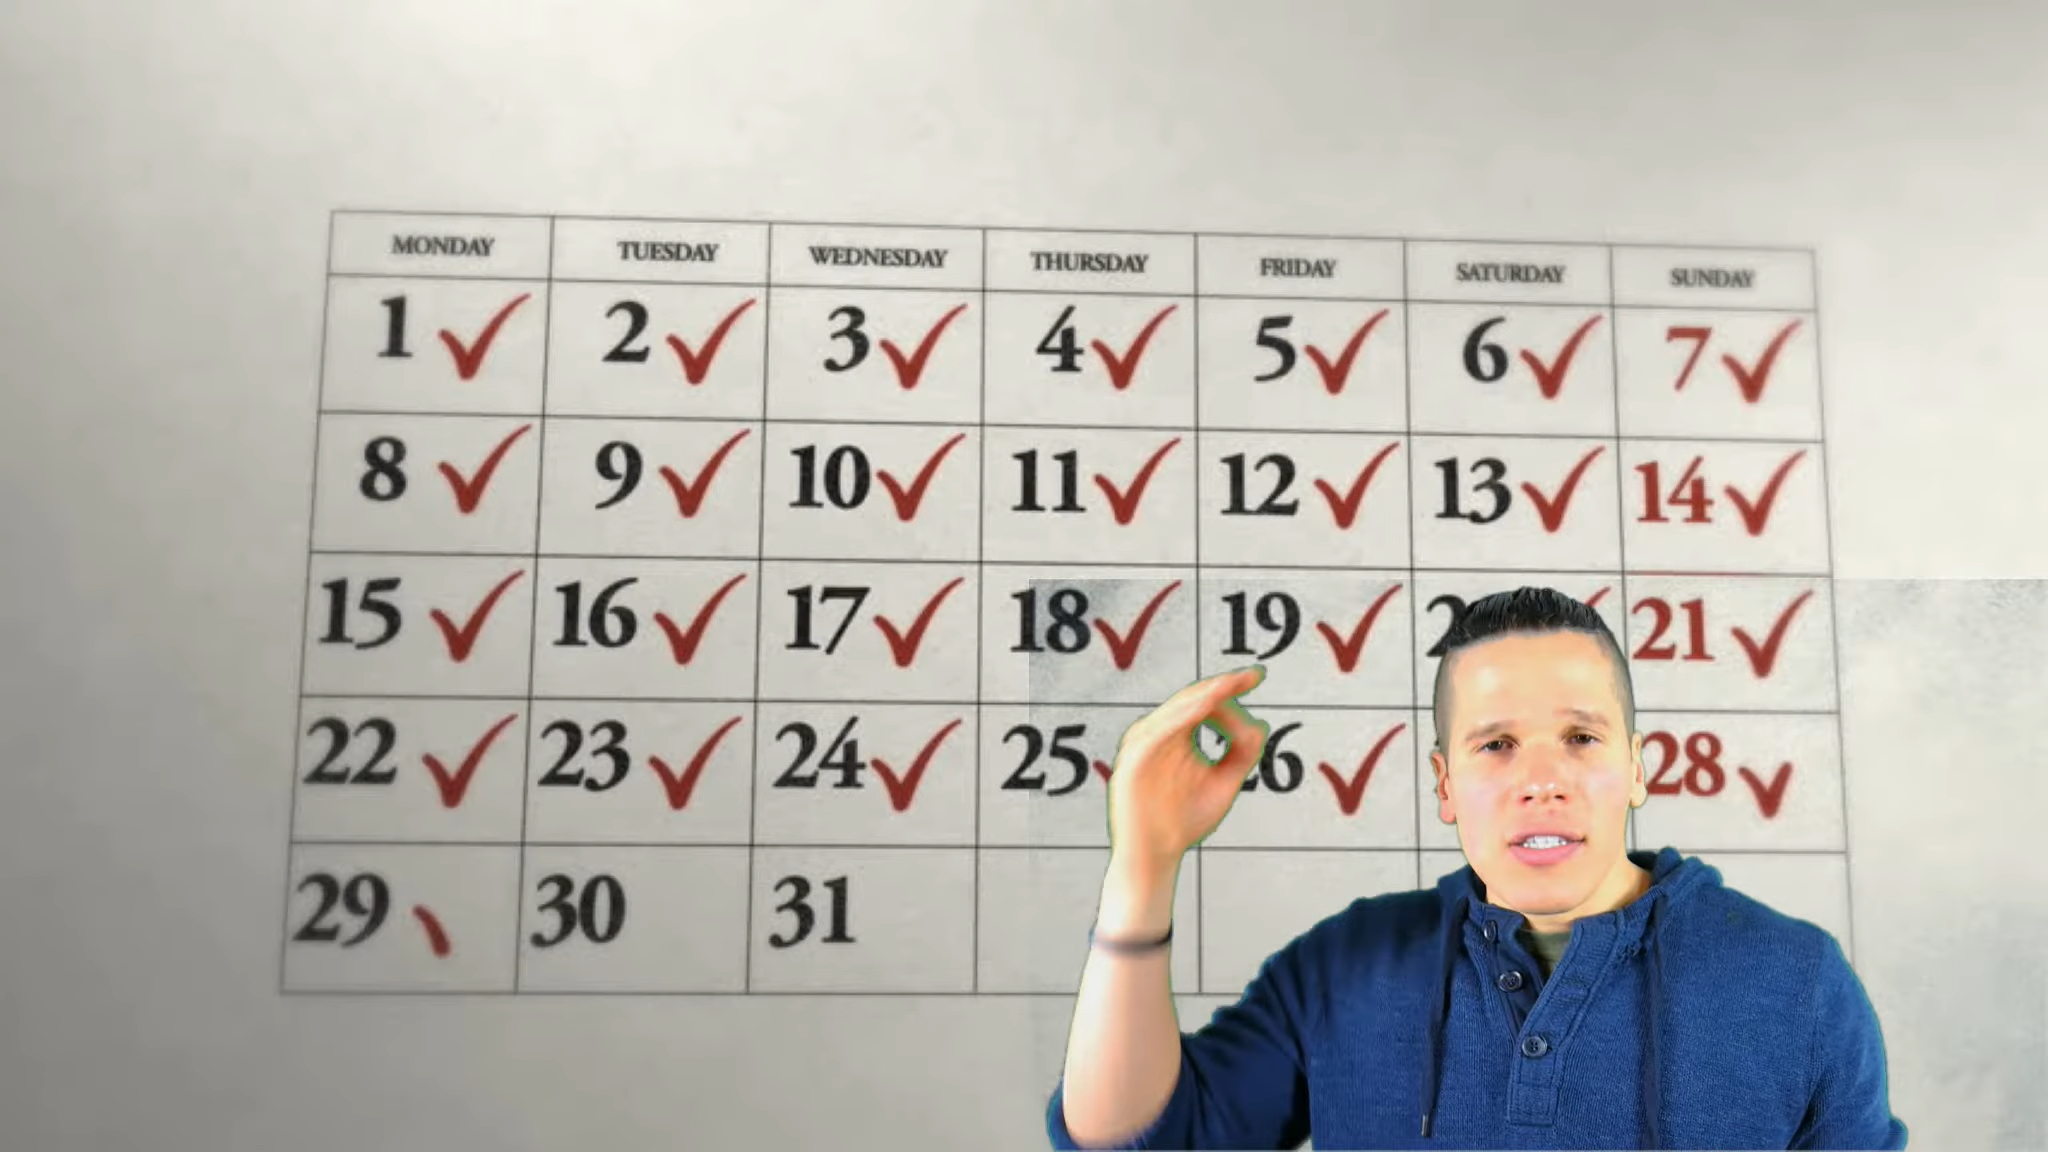 MONDAY TUESDAY WEDNESDAY THURSDAY FRIDAY SATURDAY SUNDAY
1 2 3 4 5 6 7
8 9 10 11 12 13 14
15 16 17 18 19 21
22 23 24 25 26 28
29 30 31